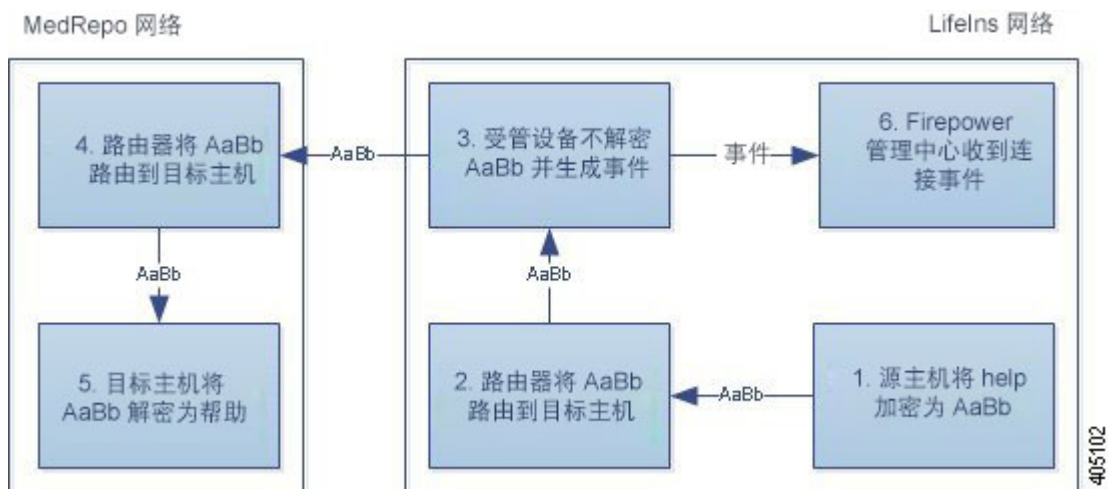 MedRepo 网络
LifeIns 网络
4. 路由器将 AaBb
路由到目标主机
AaBb
3. 受管设备不解密
AaBb 并生成事件
事件
6. Firepower
管理中心收到连
接事件
AaBb
AaBb
5. 目标主机将
AaBb 解密为帮助
2. 路由器将 AaBb
路由到目标主机
AaBb
1. 源主机将 help
加密为 AaBb
405102